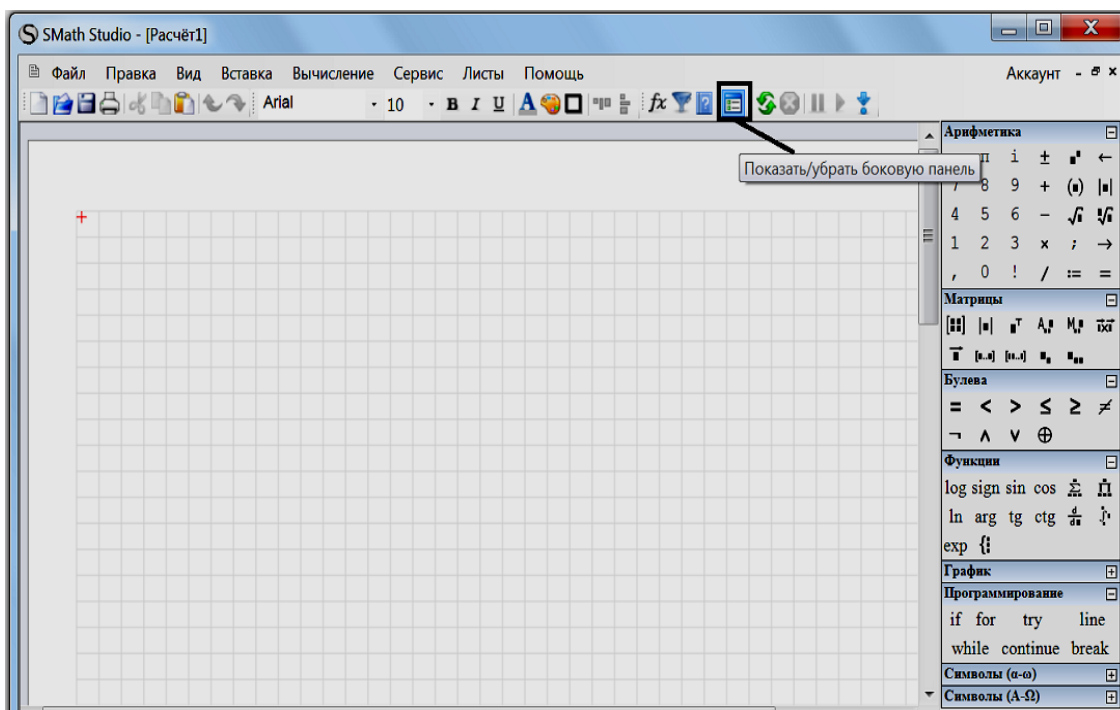 SMath Studio - [Расчёт1]
Файл Правка Вид Вставка Вычисление Сервис Листы Помощь Аккаунт
Arial 10 B I U A fx
Показать/убрать боковую панель
Арифметика
π i ± ←
7 8 9 +
4 5 6 −
1 2 3 × ; →
, 0 ! / := =
Матрицы
Булева
= < > ≤ ≥ ≠
¬ ∧ ∨ ⊕
Функции
log sign sin cos
ln arg tg ctg
exp
График
Программирование
if for try line
while continue break
Символы (α-ω)
Символы (Α-Ω)